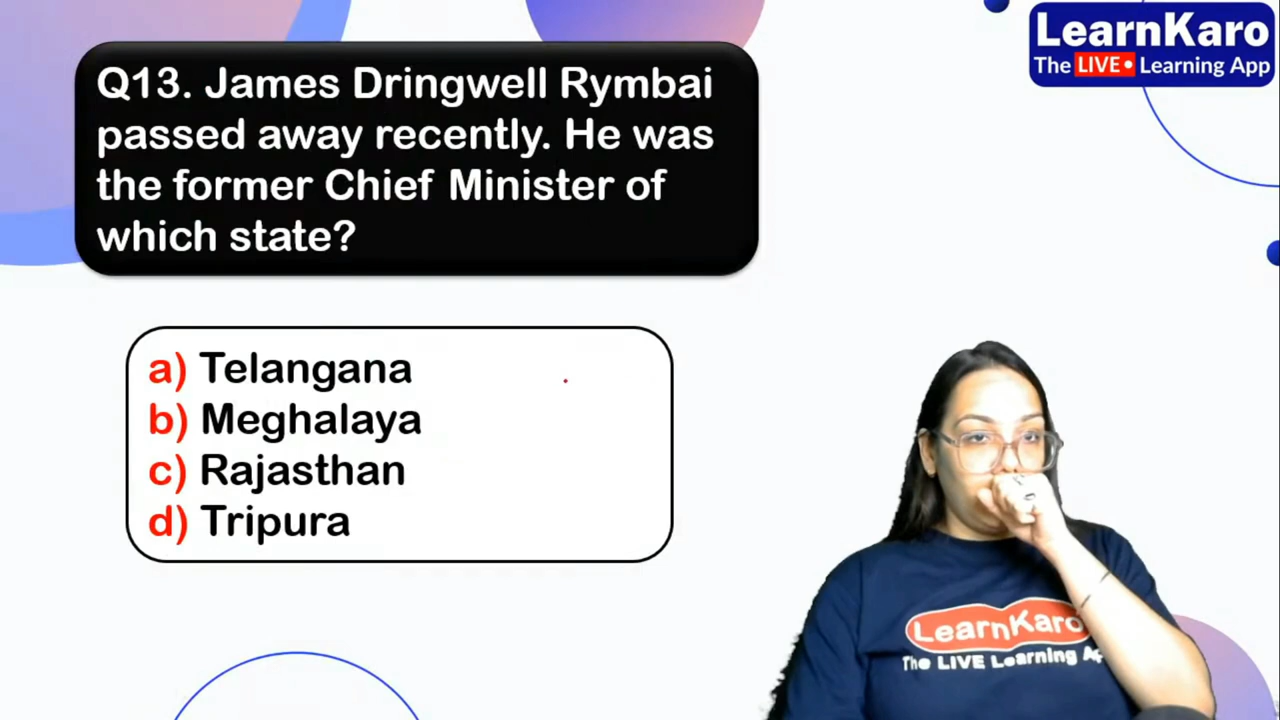 LearnKaro
The LIVE Learning App
Q13. James Dringwell Rymbai
passed away recently. He was
the former Chief Minister of
which state?
a) Telangana
b) Meghalaya
c) Rajasthan
d) Tripura
LearnKaro
The LIVE Learning